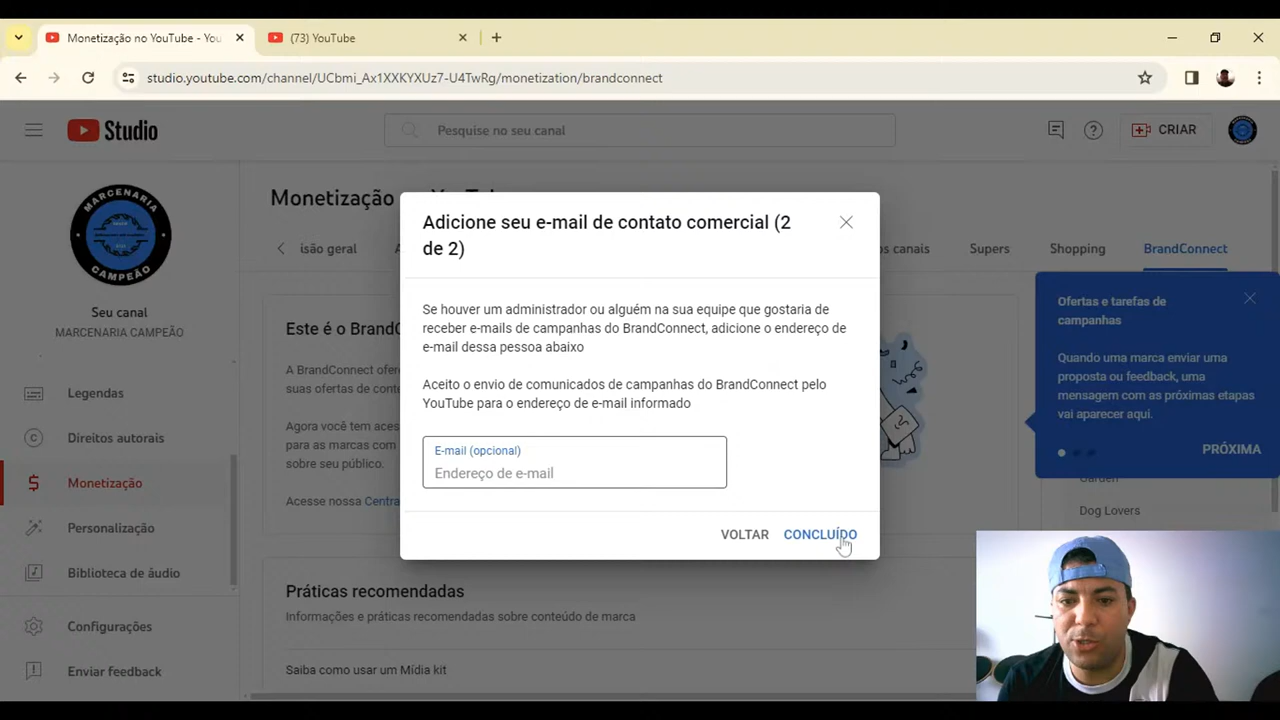 Monetização no YouTube - You
(73) YouTube
studio.youtube.com/channel/UCbmi_Ax1XXKYXUz7-U4TwRg/monetization/brandconnect
Studio
Pesquise no seu canal
CRIAR
MARCENARIA
CAMPEÃO
Seu canal
MARCENARIA CAMPEÃO
Legendas
Direitos autorais
Monetização
Personalização
Biblioteca de áudio
Configurações
Enviar feedback
Monetização
YouTube
isão geral
os canais
Supers
Shopping
BrandConnect
Este é o BrandC
A BrandConnect ofere
suas ofertas de conte
Agora você tem aces
para as marcas com
sobre seu público.
Acesse nossa Centra
Adicione seu e-mail de contato comercial (2
de 2)
Se houver um administrador ou alguém na sua equipe que gostaria de
receber e-mails de campanhas do BrandConnect, adicione o endereço de
e-mail dessa pessoa abaixo
Aceito o envio de comunicados de campanhas do BrandConnect pelo
YouTube para o endereço de e-mail informado
E-mail (opcional)
Endereço de e-mail
VOLTAR
CONCLUÍDO
Ofertas e tarefas de
campanhas
Quando uma marca enviar uma
proposta ou feedback, uma
mensagem com as próximas etapas
vai aparecer aqui.
PRÓXIMA
Garden
Dog Lovers
Práticas recomendadas
Informações e práticas recomendadas sobre conteúdo de marca
Saiba como usar um Mídia kit